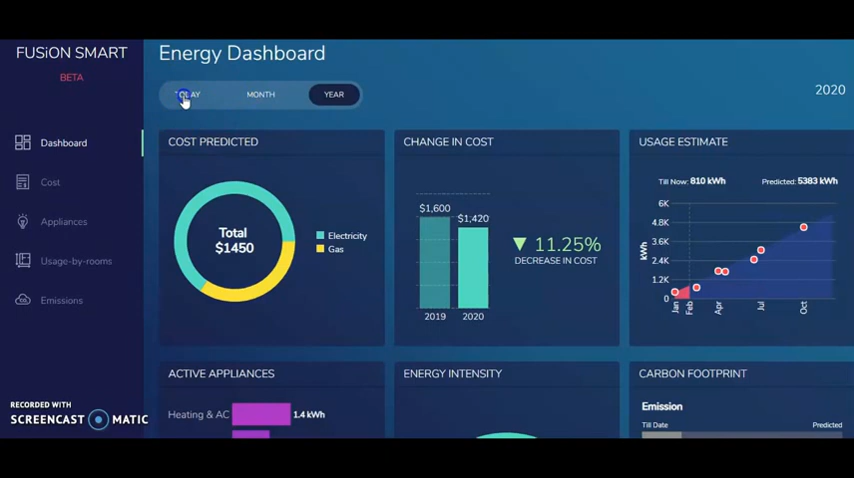 FUSiON SMART
BETA
Dashboard
Cost
Appliances
Usage-by-rooms
Emissions
RECORDED WITH
SCREENCAST MATIC
Energy Dashboard
TODAY MONTH YEAR
2020
COST PREDICTED
Total
$1450
Electricity
Gas
CHANGE IN COST
$1,600
$1,420
11.25%
DECREASE IN COST
2019 2020
USAGE ESTIMATE
Till Now: 810 kWh Predicted: 5383 kWh
6K
4.8K
3.6K
2.4K
1.2K
0
kWh
Jan Feb Apr Jul Oct
ACTIVE APPLIANCES
Heating & AC 1.4 kWh
ENERGY INTENSITY
CARBON FOOTPRINT
Emission
Till Date Predicted